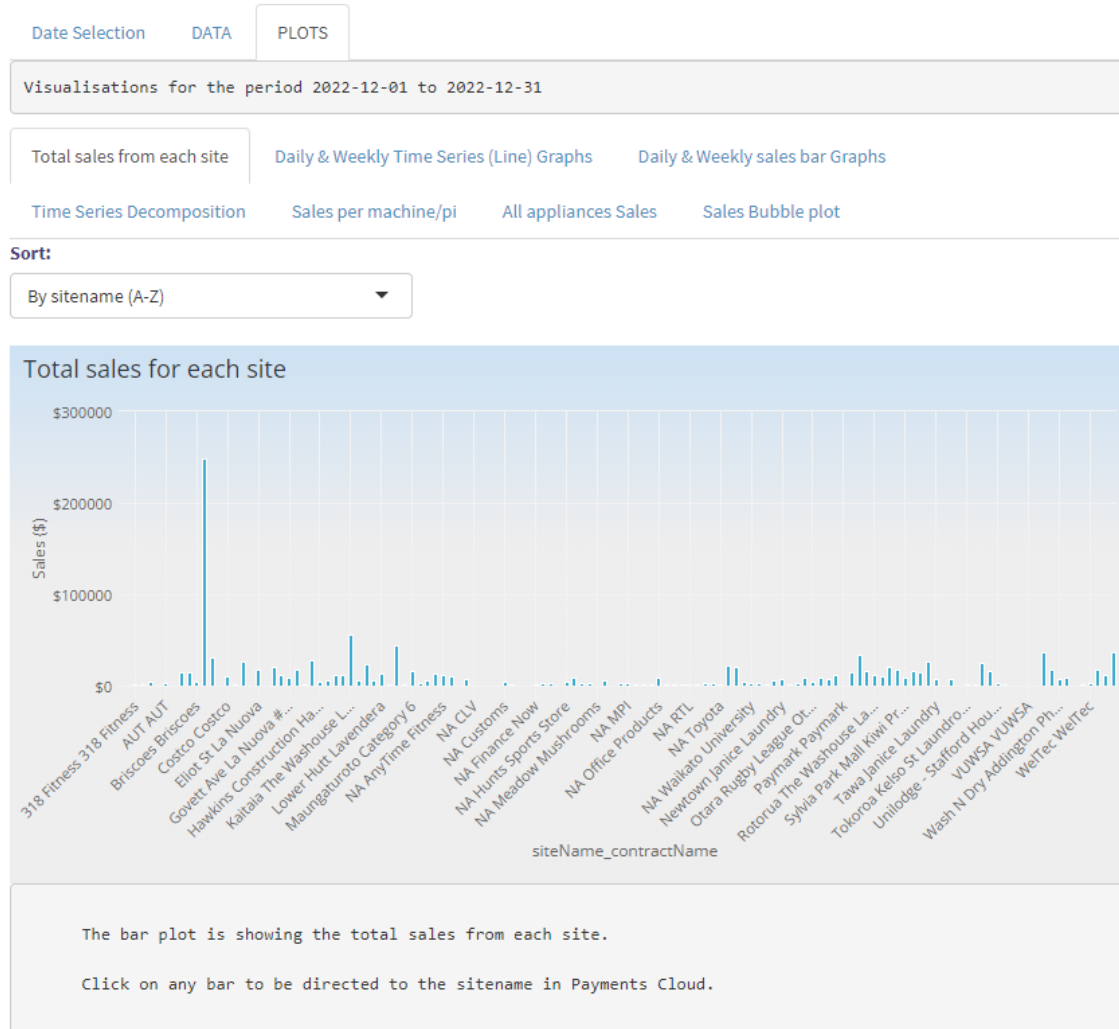 Date Selection DATA PLOTS
Visualisations for the period 2022-12-01 to 2022-12-31
Total sales from each site Daily & Weekly Time Series (Line) Graphs Daily & Weekly sales bar Graphs
Time Series Decomposition Sales per machine/pi All appliances Sales Sales Bubble plot
Sort:
By sitename (A-Z)
Total sales for each site
$300000
$200000
$100000
$0
Sales ($)
318 Fitness 318 Fitness
AUT AUT
Briscoes Briscoes
Costco Costco
Eliot St La Nuova
Govett Ave La Nuova #...
Hawkins Construction Ha...
Kaitaia The Washouse L...
Lower Hutt Lavendera
Maungaturoto Category 6
NA AnyTime Fitness
NA CLV
NA Customs
NA Finance Now
NA Hunts Sports Store
NA Meadow Mushrooms
NA MPI
NA Office Products
NA RTL
NA Toyota
NA Waikato University
Newtown Janice Laundry
Otara Rugby League Ot...
Paymark Paymark
Rotorua The Washouse La...
Sylvia Park Mall Kiwi Pr...
Tawa Janice Laundry
Tokoroa Kelso St Laundro...
Unilodge - Stafford Hou...
VUWSA VUWSA
Wash N Dry Addington Ph...
WelTec WelTec
siteName_contractName
The bar plot is showing the total sales from each site.
Click on any bar to be directed to the sitename in Payments Cloud.